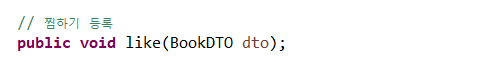 // 찜하기 등록
public void like(BookDTO dto);